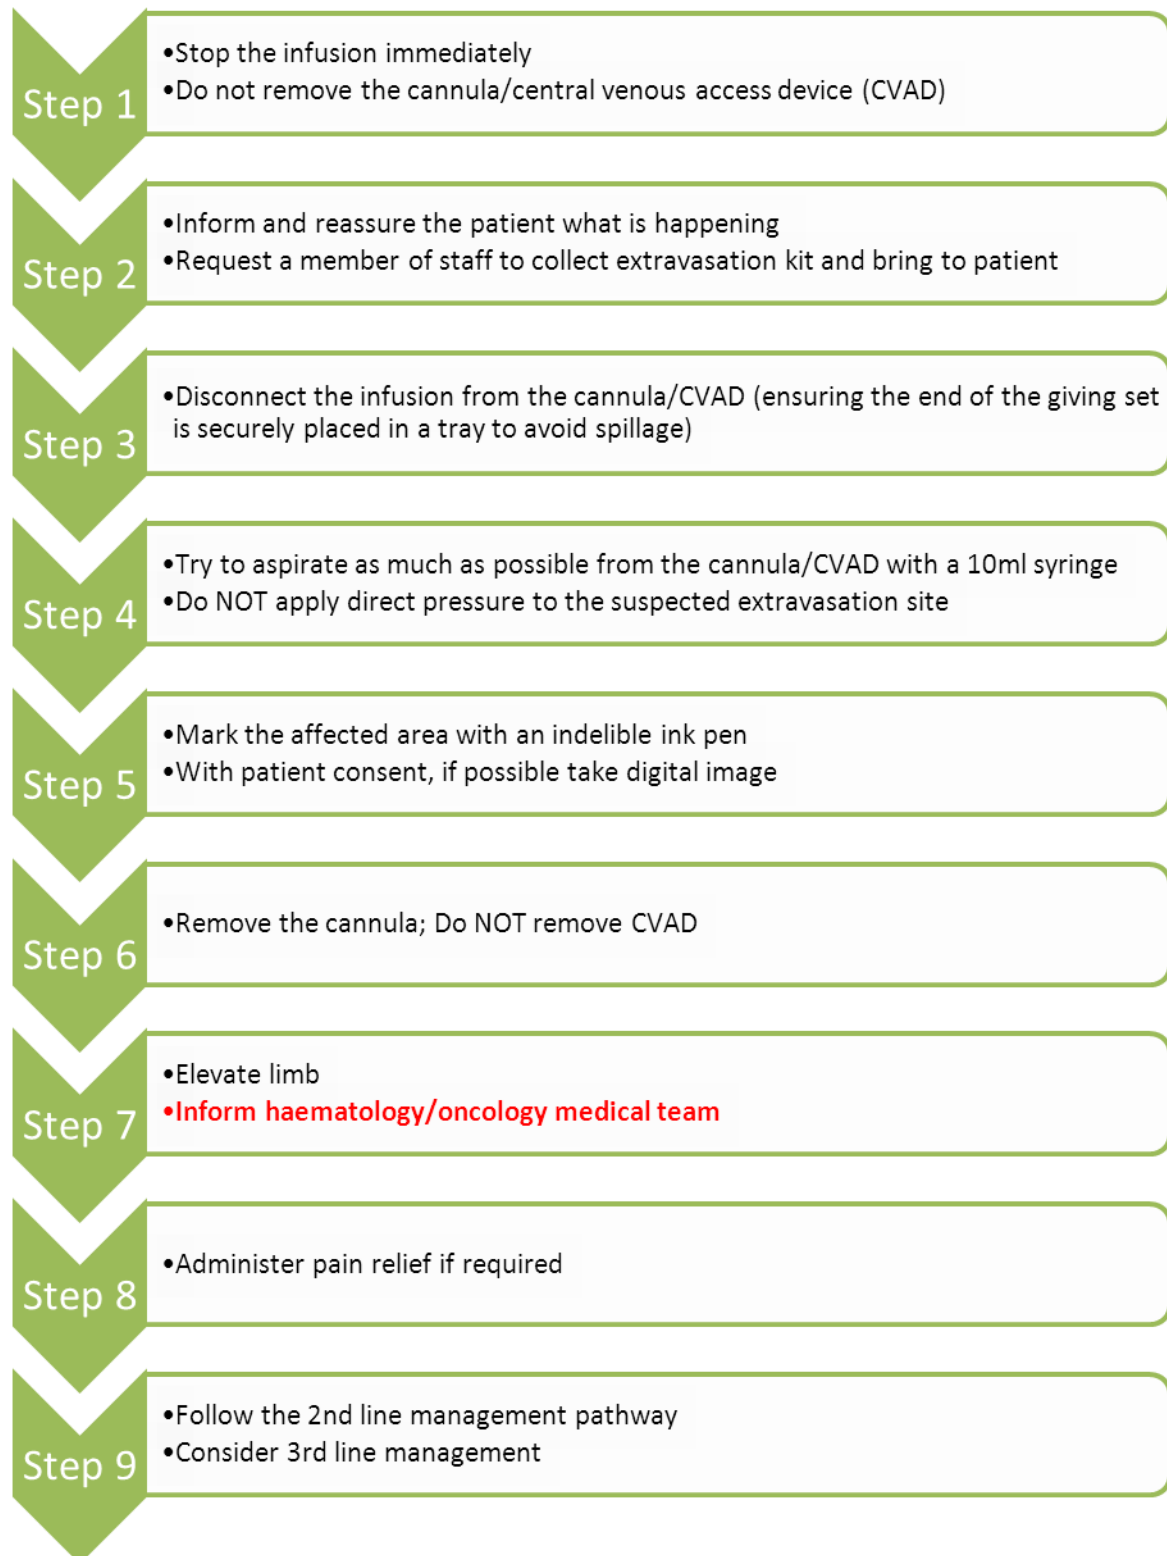 Step 1
•Stop the infusion immediately
•Do not remove the cannula/central venous access device (CVAD)
Step 2
•Inform and reassure the patient what is happening
•Request a member of staff to collect extravasation kit and bring to patient
Step 3
•Disconnect the infusion from the cannula/CVAD (ensuring the end of the giving set
is securely placed in a tray to avoid spillage)
Step 4
•Try to aspirate as much as possible from the cannula/CVAD with a 10ml syringe
•Do NOT apply direct pressure to the suspected extravasation site
Step 5
•Mark the affected area with an indelible ink pen
•With patient consent, if possible take digital image
Step 6
•Remove the cannula; Do NOT remove CVAD
Step 7
•Elevate limb
•Inform haematology/oncology medical team
Step 8
•Administer pain relief if required
Step 9
•Follow the 2nd line management pathway
•Consider 3rd line management